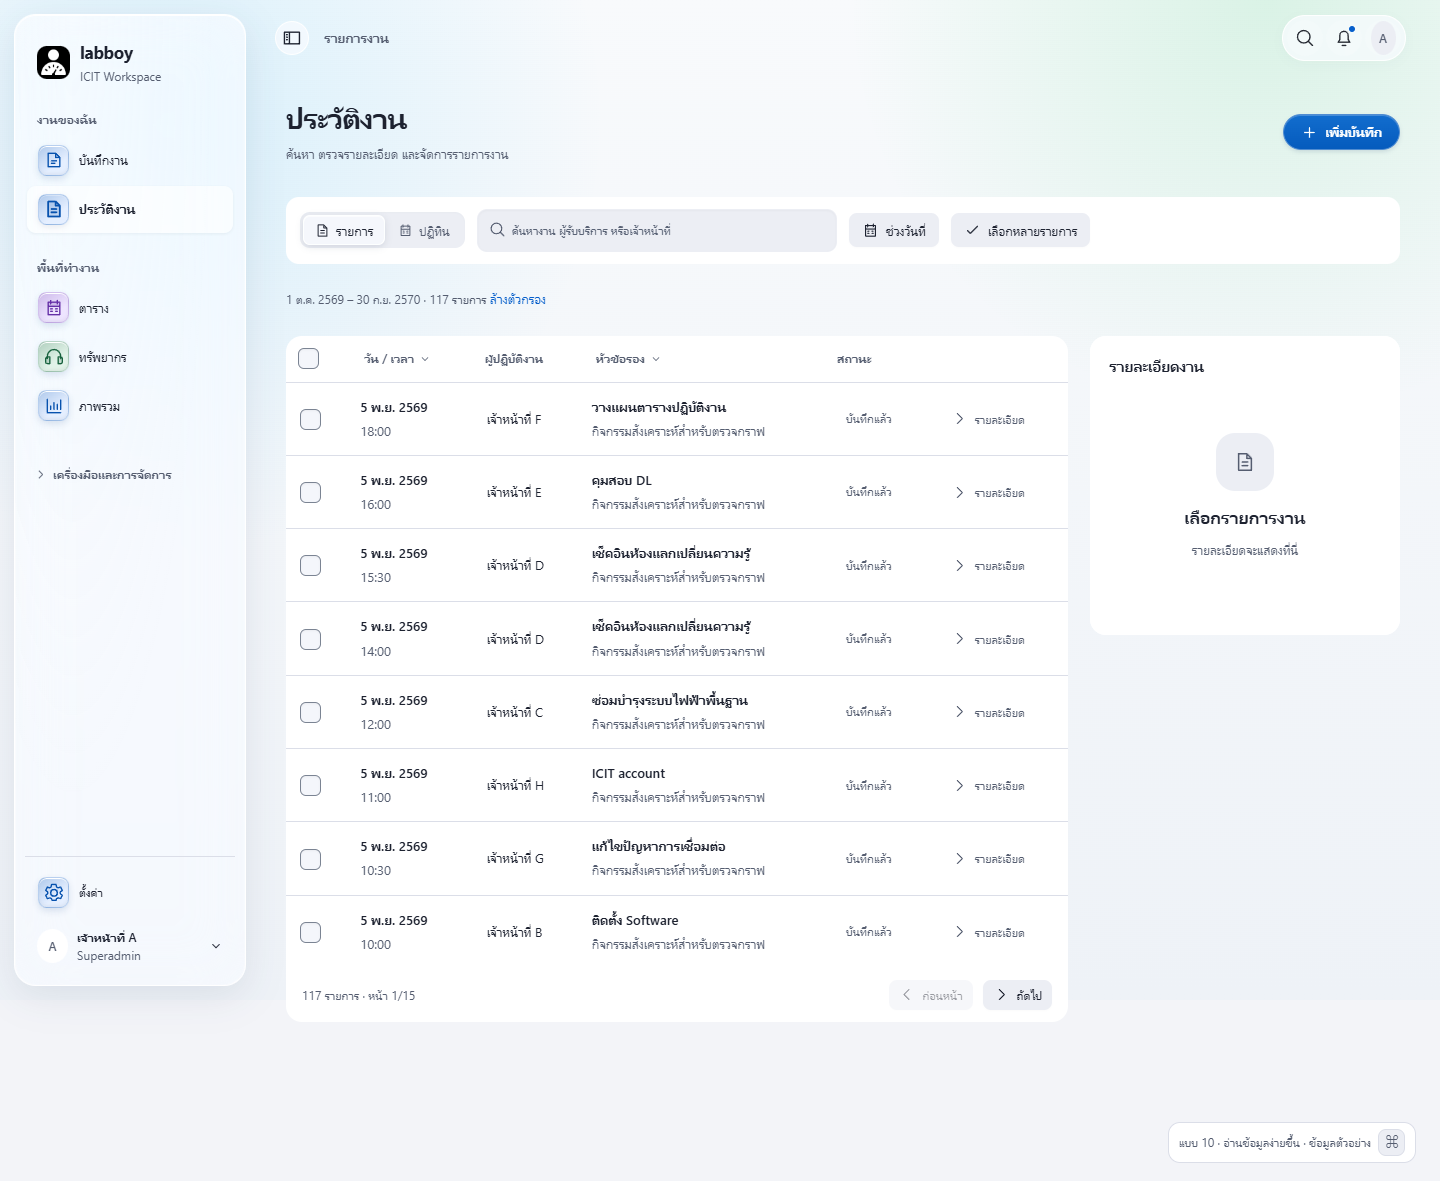 labboy
ICIT Workspace
งานของฉัน
บันทึกงาน
ประวัติงาน
พื้นที่ทำงาน
ตาราง
ทรัพยากร
ภาพรวม
เครื่องมือและการจัดการ
ตั้งค่า
A
เจ้าหน้าที่ A
Superadmin
รายการงาน
A
ประวัติงาน
ค้นหา ตรวจรายละเอียด และจัดการรายการงาน
เพิ่มบันทึก
รายการ
ปฏิทิน
ค้นหางาน ผู้รับบริการ หรือเจ้าหน้าที่
ช่วงวันที่
เลือกหลายรายการ
1 ต.ค. 2569 – 30 ก.ย. 2570 · 117 รายการ ล้างตัวกรอง
วัน / เวลา ผู้ปฏิบัติงาน หัวข้อรอง สถานะ
5 พ.ย. 2569
18:00
เจ้าหน้าที่ F
วางแผนตารางปฏิบัติงาน
กิจกรรมสังเคราะห์สำหรับตรวจกราฟ
บันทึกแล้ว
รายละเอียด
5 พ.ย. 2569
16:00
เจ้าหน้าที่ E
คุมสอบ DL
กิจกรรมสังเคราะห์สำหรับตรวจกราฟ
บันทึกแล้ว
รายละเอียด
5 พ.ย. 2569
15:30
เจ้าหน้าที่ D
เช็คอินห้องแลกเปลี่ยนความรู้
กิจกรรมสังเคราะห์สำหรับตรวจกราฟ
บันทึกแล้ว
รายละเอียด
5 พ.ย. 2569
14:00
เจ้าหน้าที่ D
เช็คอินห้องแลกเปลี่ยนความรู้
กิจกรรมสังเคราะห์สำหรับตรวจกราฟ
บันทึกแล้ว
รายละเอียด
5 พ.ย. 2569
12:00
เจ้าหน้าที่ C
ซ่อมบำรุงระบบไฟฟ้าพื้นฐาน
กิจกรรมสังเคราะห์สำหรับตรวจกราฟ
บันทึกแล้ว
รายละเอียด
5 พ.ย. 2569
11:00
เจ้าหน้าที่ H
ICIT account
กิจกรรมสังเคราะห์สำหรับตรวจกราฟ
บันทึกแล้ว
รายละเอียด
5 พ.ย. 2569
10:30
เจ้าหน้าที่ G
แก้ไขปัญหาการเชื่อมต่อ
กิจกรรมสังเคราะห์สำหรับตรวจกราฟ
บันทึกแล้ว
รายละเอียด
5 พ.ย. 2569
10:00
เจ้าหน้าที่ B
ติดตั้ง Software
กิจกรรมสังเคราะห์สำหรับตรวจกราฟ
บันทึกแล้ว
รายละเอียด
117 รายการ · หน้า 1/15
ก่อนหน้า
ถัดไป
รายละเอียดงาน
เลือกรายการงาน
รายละเอียดจะแสดงที่นี่
แบบ 10 · อ่านข้อมูลง่ายขึ้น · ข้อมูลตัวอย่าง ⌘